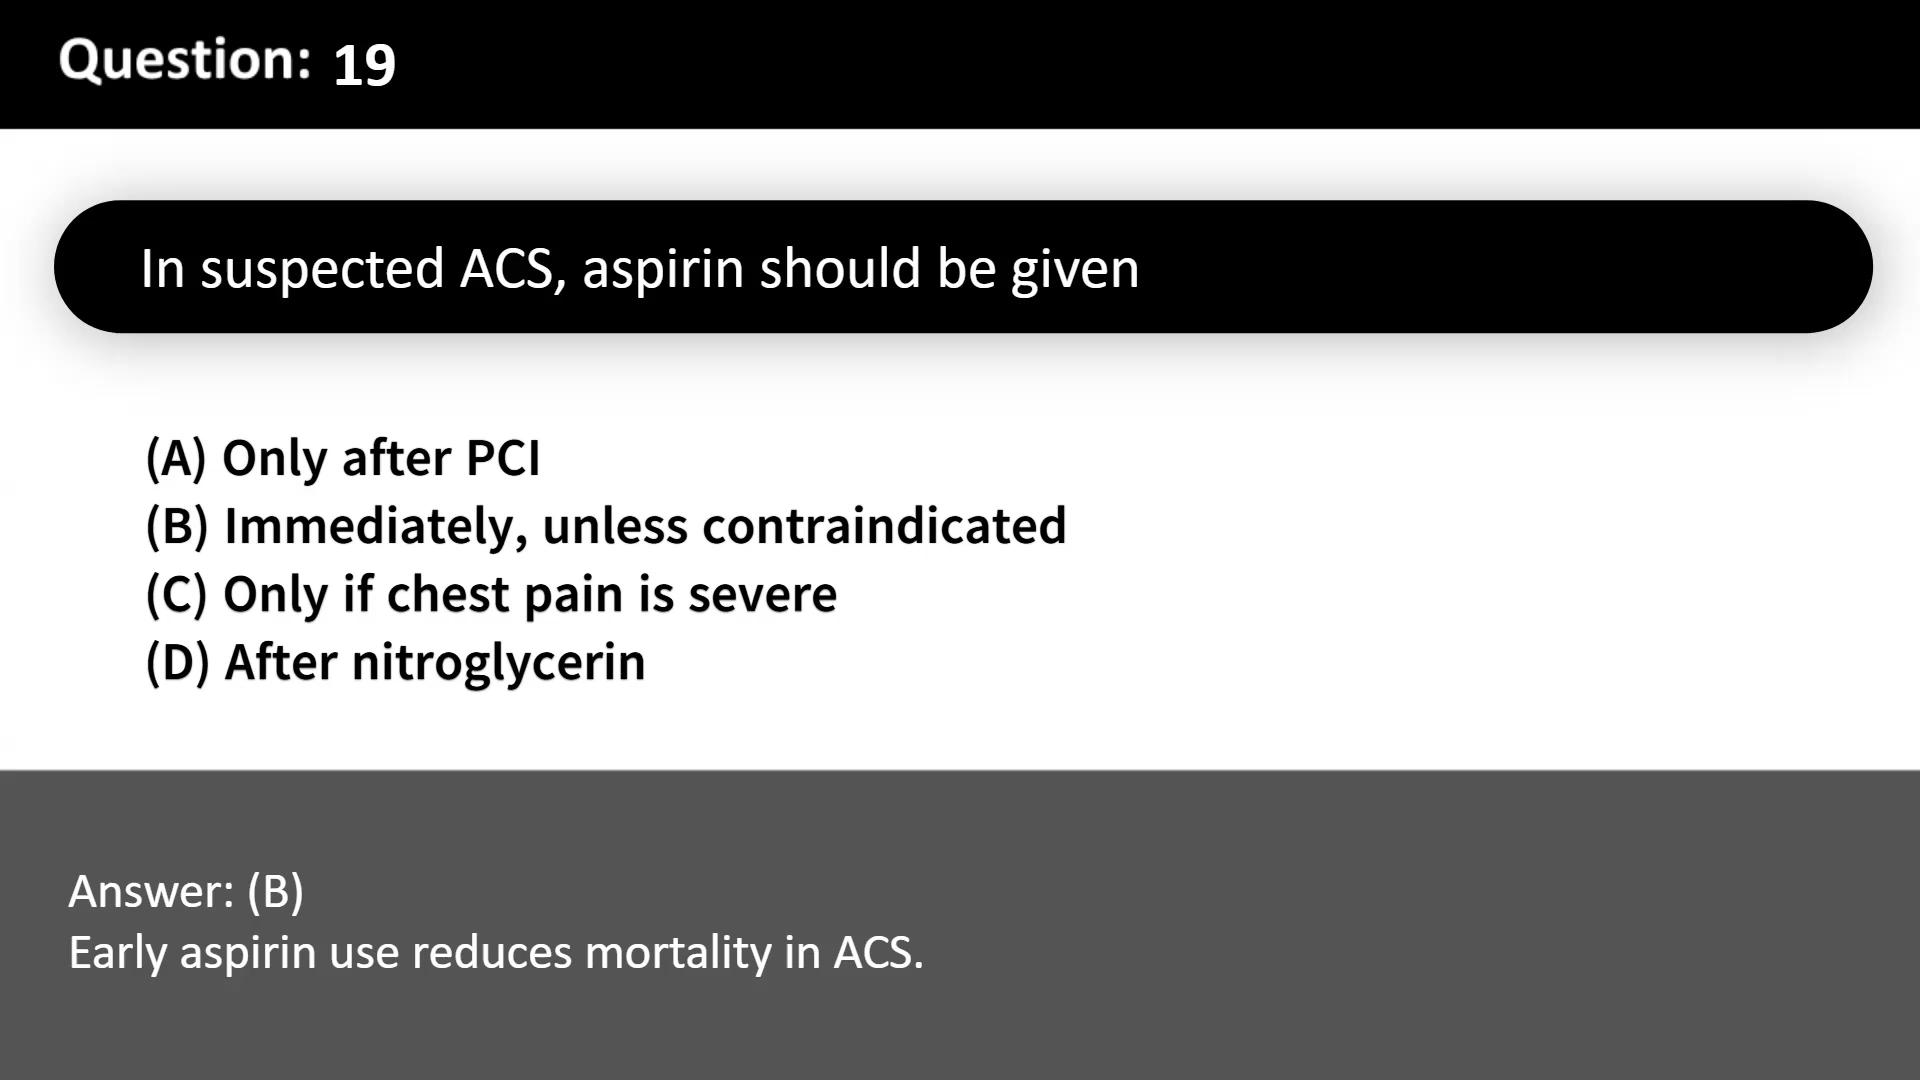 Question: 19
In suspected ACS, aspirin should be given
(A) Only after PCI
(B) Immediately, unless contraindicated
(C) Only if chest pain is severe
(D) After nitroglycerin
Answer: (B)
Early aspirin use reduces mortality in ACS.